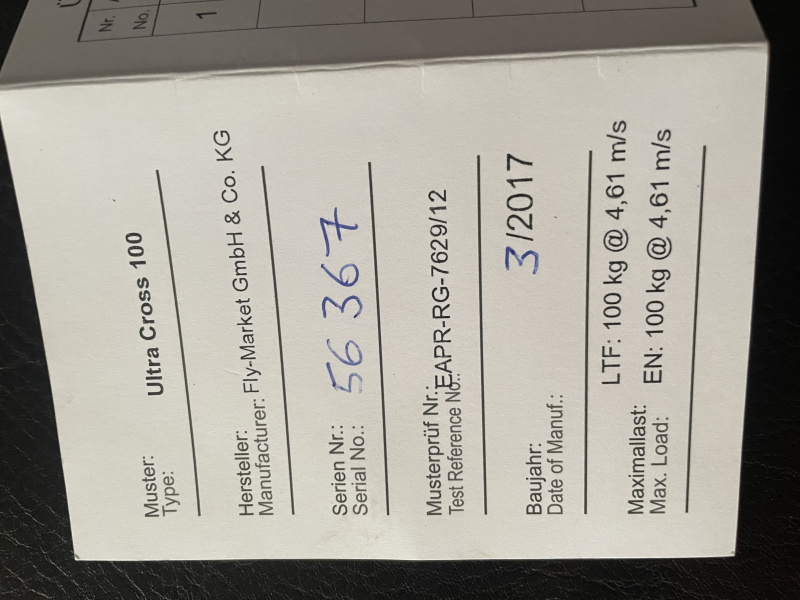 Nr.
No.
1
Muster:
Type:
Ultra Cross 100
Hersteller:
Manufacturer: Fly-Market GmbH & Co. KG
Serien Nr.:
Serial No.:
56 367
Musterprüf Nr.:
Test Reference No.:
EAPR-RG-7629/12
Baujahr:
Date of Manuf.:
3/2017
Maximallast:
Max. Load:
LTF: 100 kg @ 4,61 m/s
EN: 100 kg @ 4,61 m/s